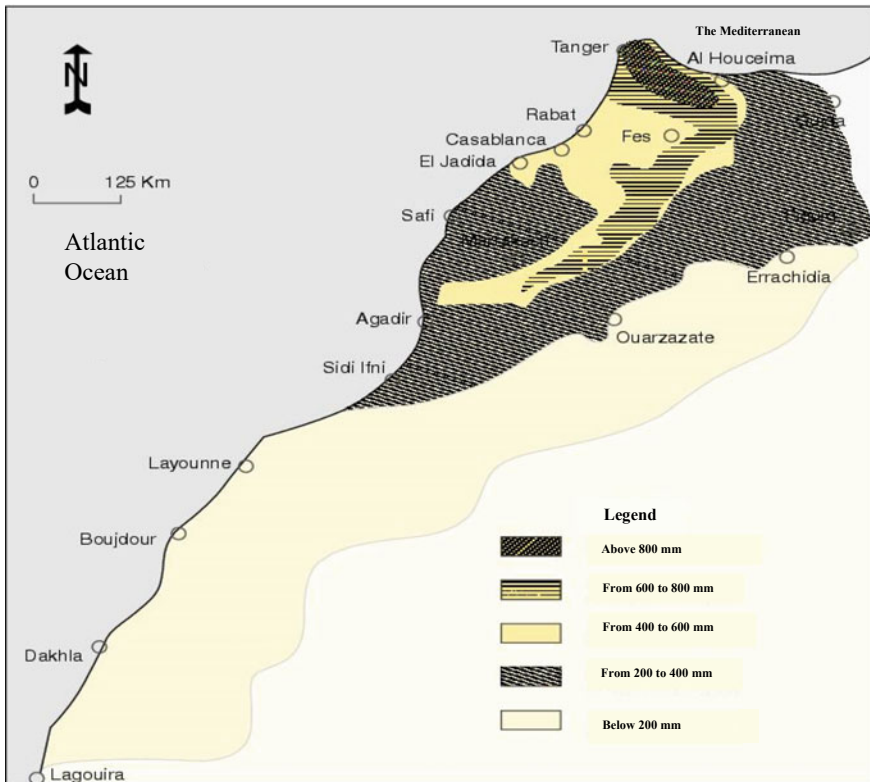 The Mediterranean
Tanger
Al Houceima
N
Rabat
Casablanca
Fes
El Jadida
0 125 Km
Safi
Atlantic
Ocean
Errachidia
Agadir
Ouarzazate
Sidi Ifni
Layounne
Legend
Boujdour
Above 800 mm
From 600 to 800 mm
From 400 to 600 mm
Dakhla
From 200 to 400 mm
Below 200 mm
Lagouira